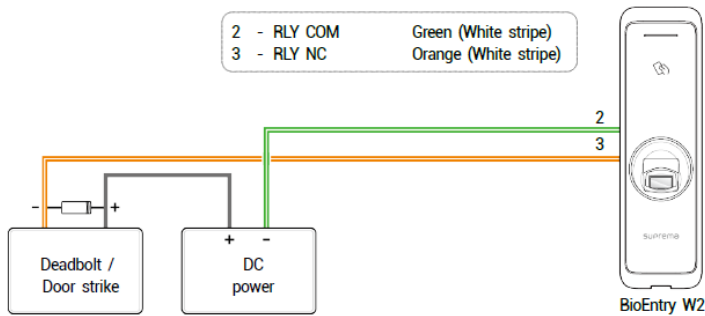 2 - RLY COM Green (White stripe)
3 - RLY NC Orange (White stripe)
2
3
- +
+ -
Deadbolt /
Door strike
DC
power
suprema
BioEntry W2